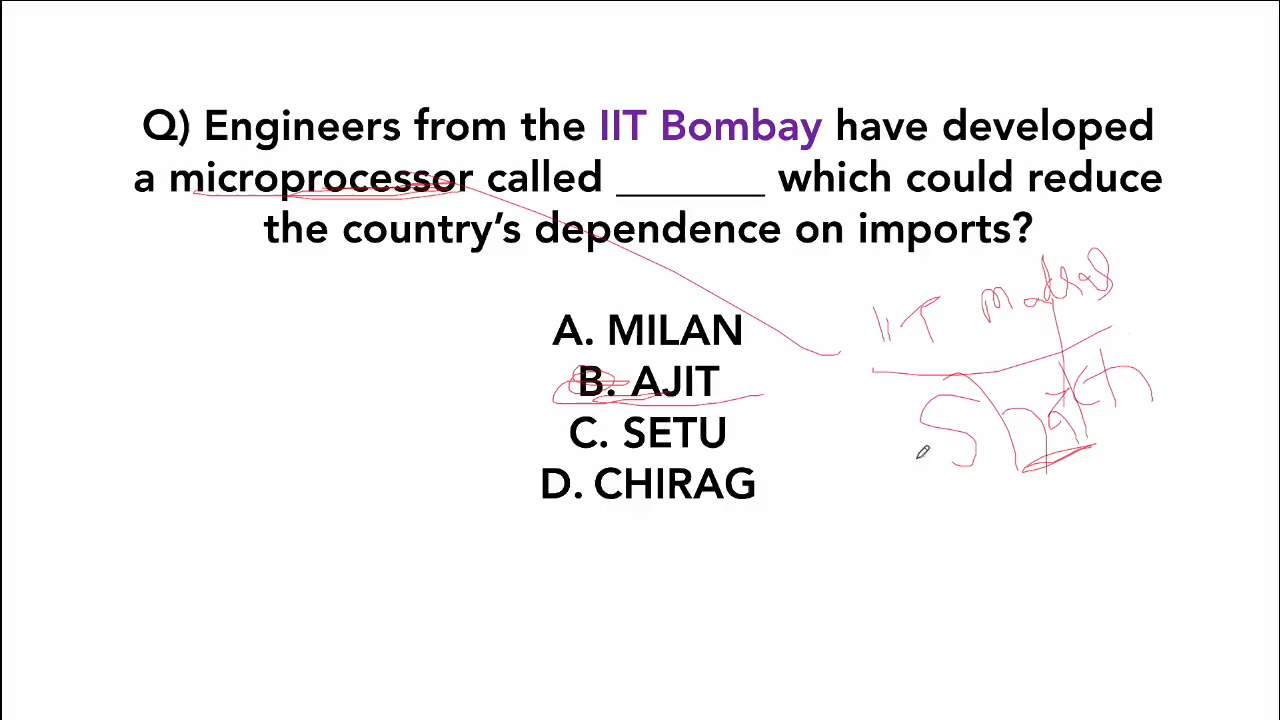 Q) Engineers from the IIT Bombay have developed
a microprocessor called ________ which could reduce
the country’s dependence on imports?
IIT Madras
A. MILAN
B. AJIT
Shakti
C. SETU
D. CHIRAG